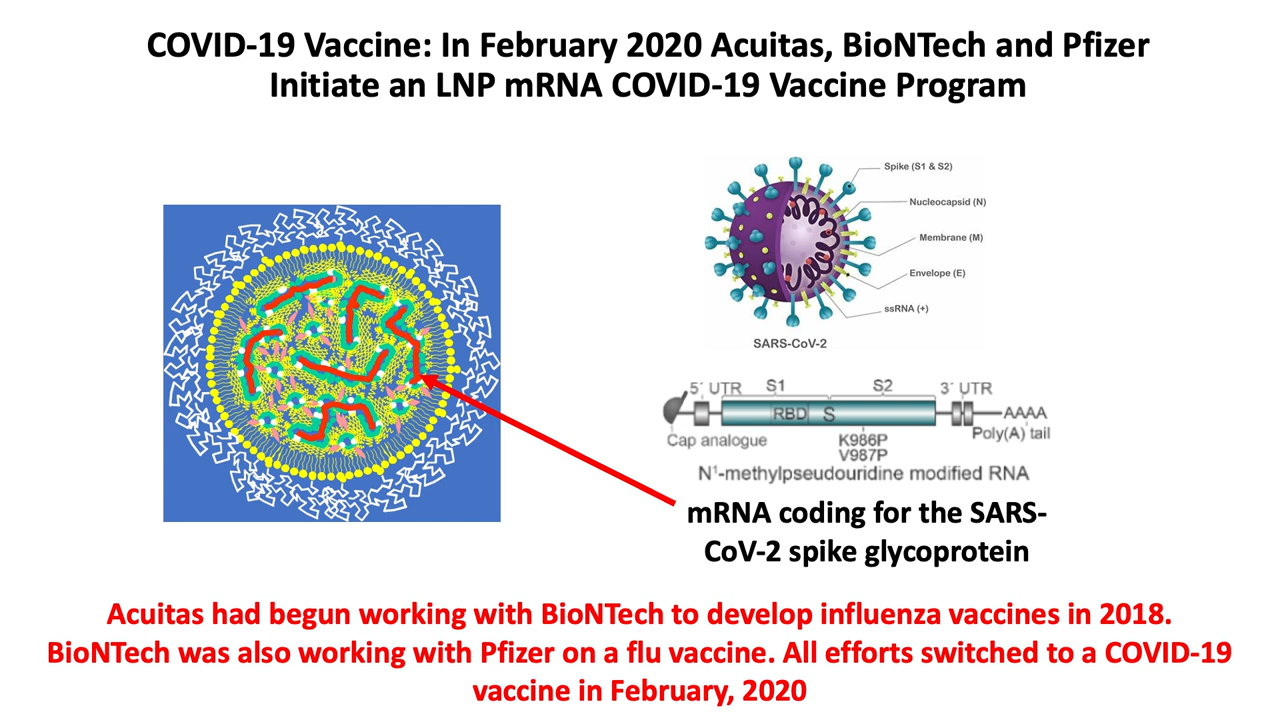 COVID-19 Vaccine: In February 2020 Acuitas, BioNTech and Pfizer
Initiate an LNP mRNA COVID-19 Vaccine Program
Spike (S1 & S2)
Nucleocapsid (N)
Membrane (M)
Envelope (E)
ssRNA (+)
SARS-CoV-2
5´ UTR
S1
S2
3´ UTR
RBD
S
AAAA
Cap analogue
K986P
V987P
Poly(A) tail
N¹-methylpseudouridine modified RNA
mRNA coding for the SARS-
CoV-2 spike glycoprotein
Acuitas had begun working with BioNTech to develop influenza vaccines in 2018.
BioNTech was also working with Pfizer on a flu vaccine. All efforts switched to a COVID-19
vaccine in February, 2020